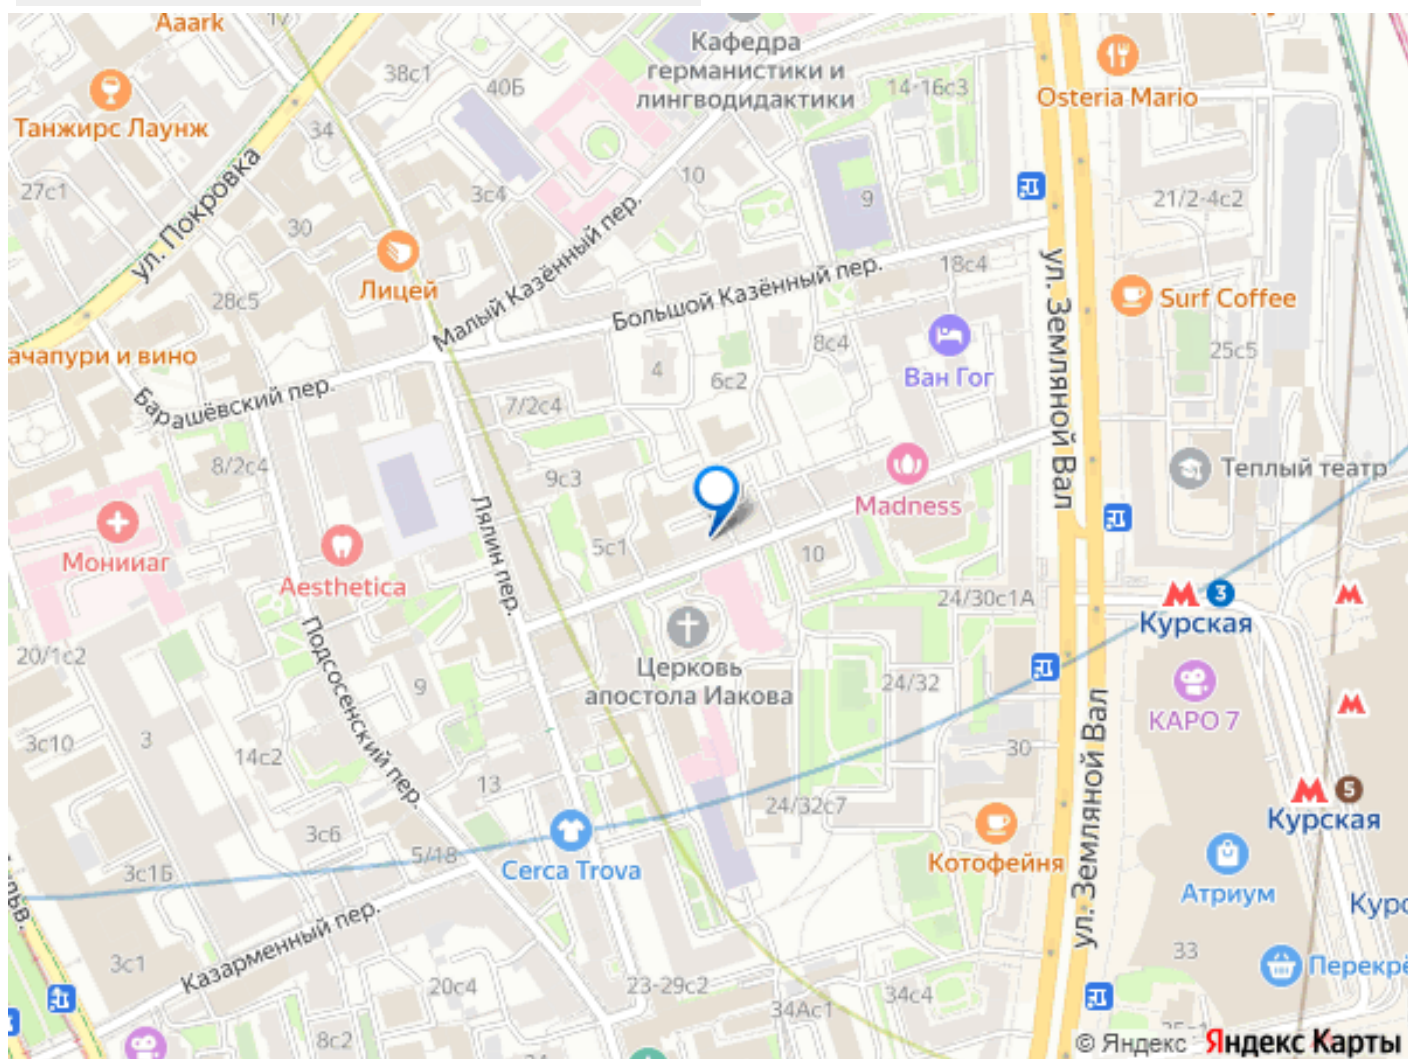 Aaark
Кафедра
германистики и
лингводидактики
38с1
40Б
14-16с3
Osteria Mario
Танжирс Лаунж
34
27с1
ул. Покровка
30
3с4
10
9
21/2-4с2
Лицей
28с5
Малый Казённый пер.
Большой Казённый пер.
18с4
ул. Земляной Вал
Surf Coffee
25с5
ачапури и вино
Барашёвский пер.
4
6с2
8с4
Ван Гог
7/2с4
8/2с4
9с3
Madness
Теплый театр
Мониииаг
Aesthetica
Лялин пер.
5с1
10
24/30с1А
3
Курская
Подсосенский пер.
Церковь
апостола Иакова
20/1с2
9
24/32
КАРО 7
ул. Земляной Вал
3с10
3
14с2
13
30
5
Курская
24/32с7
3с6
5/18
3с1Б
Cerca Trova
Котофейня
Атриум
Курс
Казарменный пер.
3с1
20с4
23-29с2
34с4
34Ас1
33
Перекрё
8с2
© Яндекс Яндекс Карты